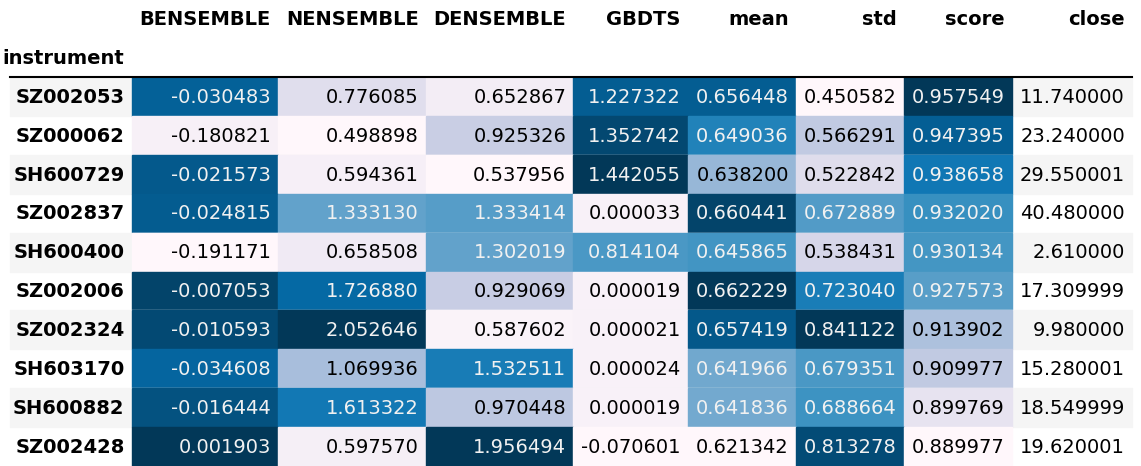 BENSEMBLE NENSEMBLE DENSEMBLE GBDTS mean std score close
instrument
SZ002053 -0.030483 0.776085 0.652867 1.227322 0.656448 0.450582 0.957549 11.740000
SZ000062 -0.180821 0.498898 0.925326 1.352742 0.649036 0.566291 0.947395 23.240000
SH600729 -0.021573 0.594361 0.537956 1.442055 0.638200 0.522842 0.938658 29.550001
SZ002837 -0.024815 1.333130 1.333414 0.000033 0.660441 0.672889 0.932020 40.480000
SH600400 -0.191171 0.658508 1.302019 0.814104 0.645865 0.538431 0.930134 2.610000
SZ002006 -0.007053 1.726880 0.929069 0.000019 0.662229 0.723040 0.927573 17.309999
SZ002324 -0.010593 2.052646 0.587602 0.000021 0.657419 0.841122 0.913902 9.980000
SH603170 -0.034608 1.069936 1.532511 0.000024 0.641966 0.679351 0.909977 15.280001
SH600882 -0.016444 1.613322 0.970448 0.000019 0.641836 0.688664 0.899769 18.549999
SZ002428 0.001903 0.597570 1.956494 -0.070601 0.621342 0.813278 0.889977 19.620001